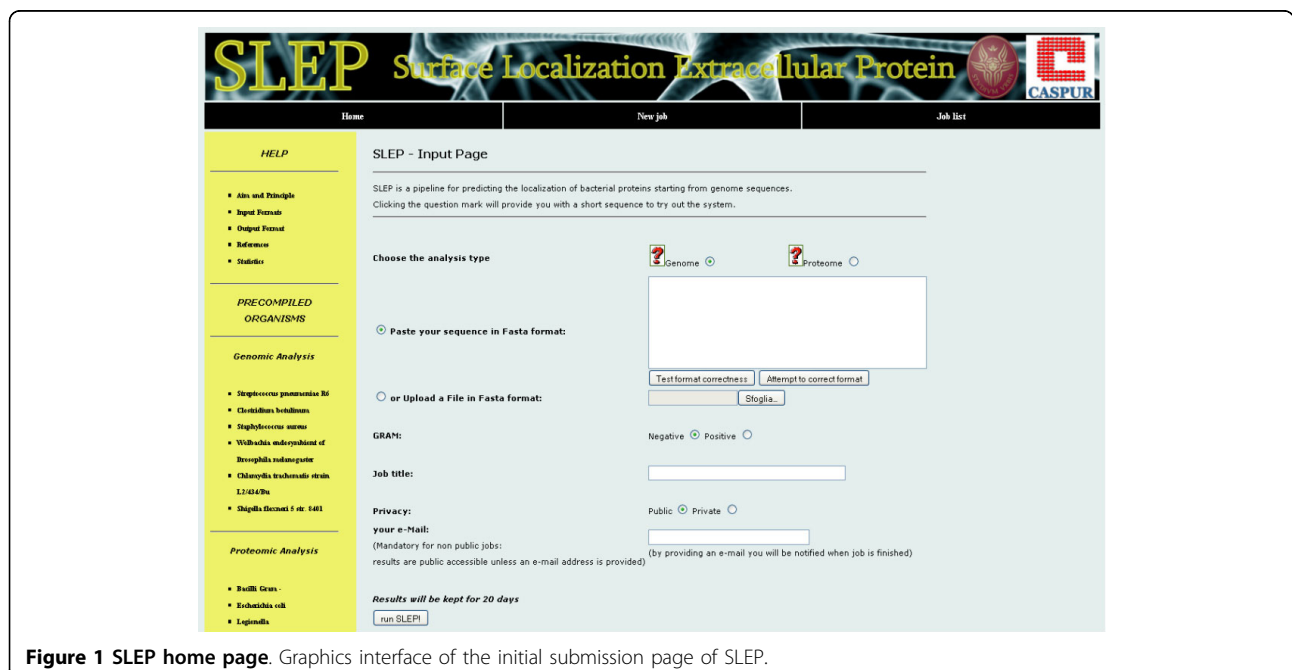 SLEP Surface Localization Extracellular Protein
CASPUR
Home New job Job list
HELP
Aim and Principle
Input Formats
Output Format
References
Statistics
PRECOMPILED
ORGANISMS
Genomic Analysis
Streptococcus pneumoniae R6
Clostridium botulinum
Staphylococcus aureus
Wolbachia endosymbiont of
Drosophila melanogaster
Chlamydia trachomatis strain
L2/434/Bu
Shigella flexneri 5 str. 8401
Proteomic Analysis
Bacilli Gram -
Escherichia coli
Legionella
SLEP - Input Page
SLEP is a pipeline for predicting the localization of bacterial proteins starting from genome sequences.
Clicking the question mark will provide you with a short sequence to try out the system.
Choose the analysis type
? Genome ? Proteome
Paste your sequence in Fasta format:
Test format correctness Attempt to correct format
or Upload a File in Fasta format: Sfoglia...
GRAM: Negative Positive
Job title:
Privacy: Public Private
your e-Mail:
(Mandatory for non public jobs:
results are public accessible unless an e-mail address is provided)
(by providing an e-mail you will be notified when job is finished)
Results will be kept for 20 days
run SLEP!
Figure 1 SLEP home page. Graphics interface of the initial submission page of SLEP.